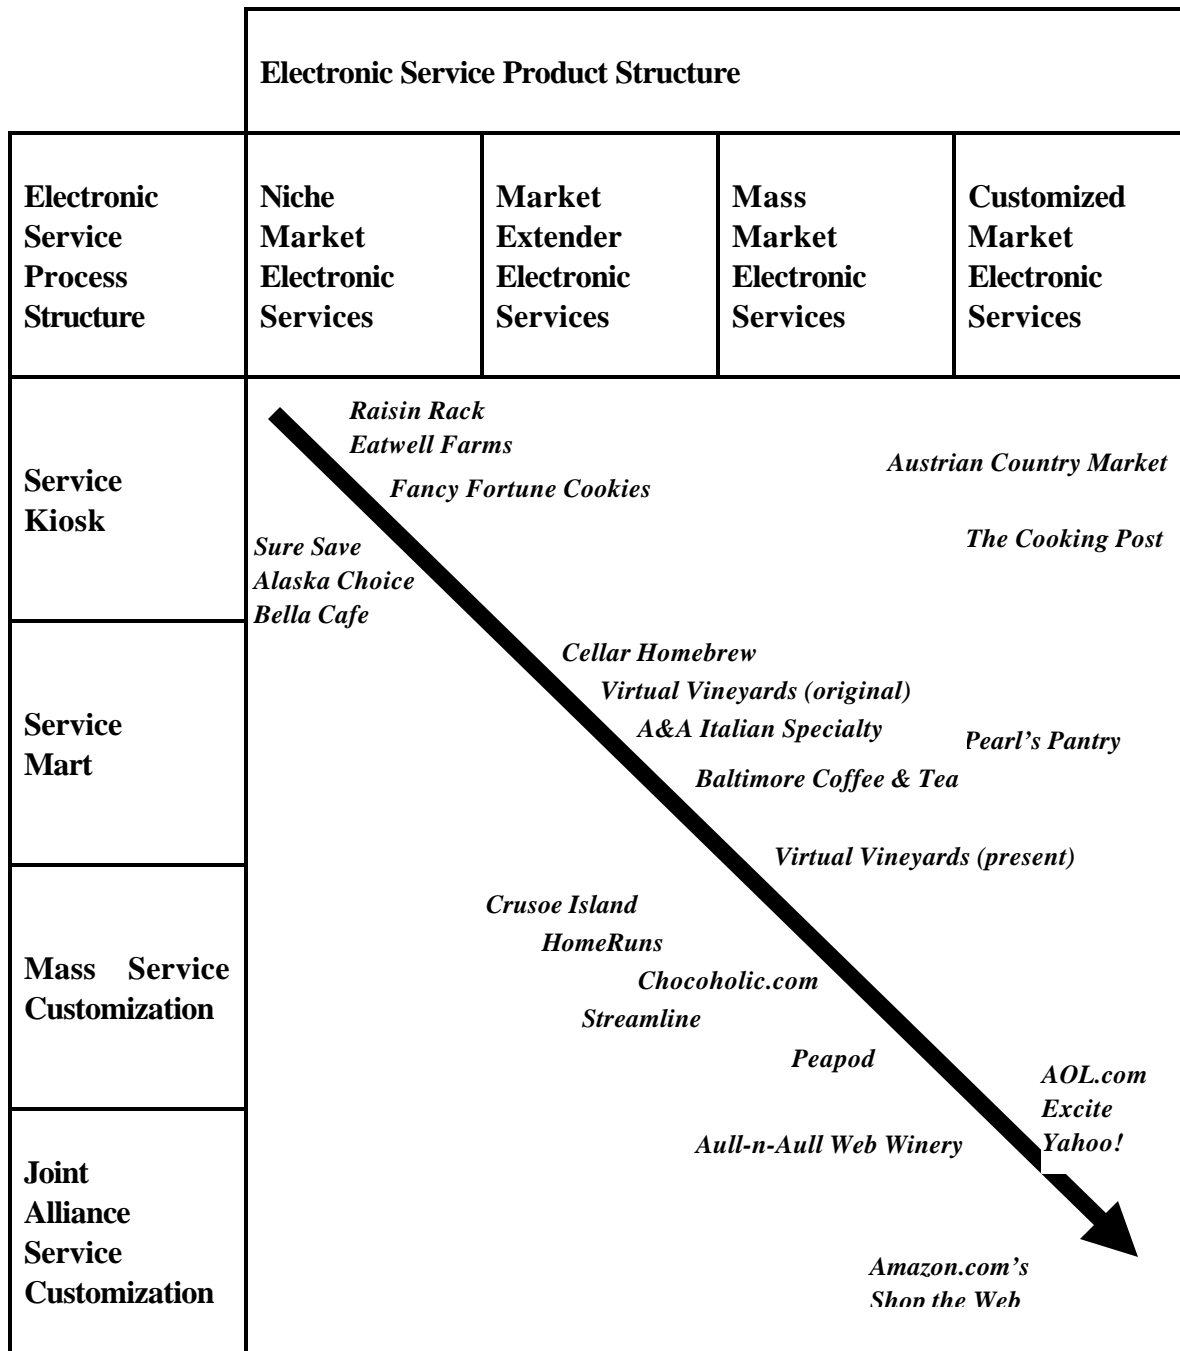 Electronic Service Product Structure
Electronic
Service
Process
Structure
Niche
Market
Electronic
Services
Market
Extender
Electronic
Services
Mass
Market
Electronic
Services
Customized
Market
Electronic
Services
Service
Kiosk
Raisin Rack
Eatwell Farms
Fancy Fortune Cookies
Austrian Country Market
The Cooking Post
Sure Save
Alaska Choice
Bella Cafe
Service
Mart
Cellar Homebrew
Virtual Vineyards (original)
A&A Italian Specialty
Pearl's Pantry
Baltimore Coffee & Tea
Virtual Vineyards (present)
Mass Service
Customization
Crusoe Island
HomeRuns
Chocoholic.com
Streamline
Peapod
AOL.com
Excite
Yahoo!
Joint
Alliance
Service
Customization
Aull-n-Aull Web Winery
Amazon.com's
Shop the Web